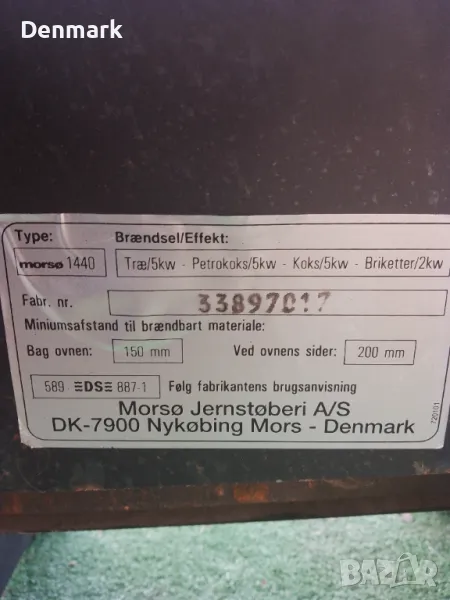 Denmark
Type: Brændsel/Effekt:
morsø 1440 Træ/5kw - Petrokoks/5kw - Koks/5kw - Briketter/2kw
Fabr. nr. 33897017
Miniumsafstand til brændbart materiale:
Bag ovnen: 150 mm Ved ovnens sider: 200 mm
589 DS 887-1 Følg fabrikantens brugsanvisning
Morsø Jernstøberi A/S
DK-7900 Nykøbing Mors - Denmark
720101
BAZAR